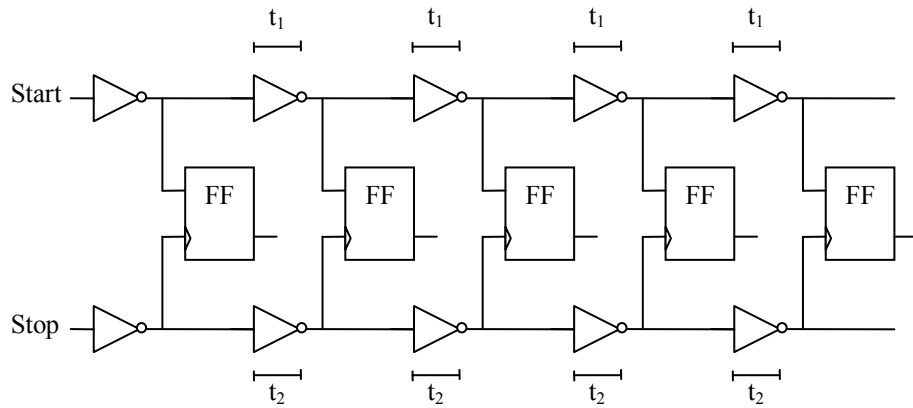 t₁ t₁ t₁ t₁
Start
FF FF FF FF FF
Stop
t₂ t₂ t₂ t₂